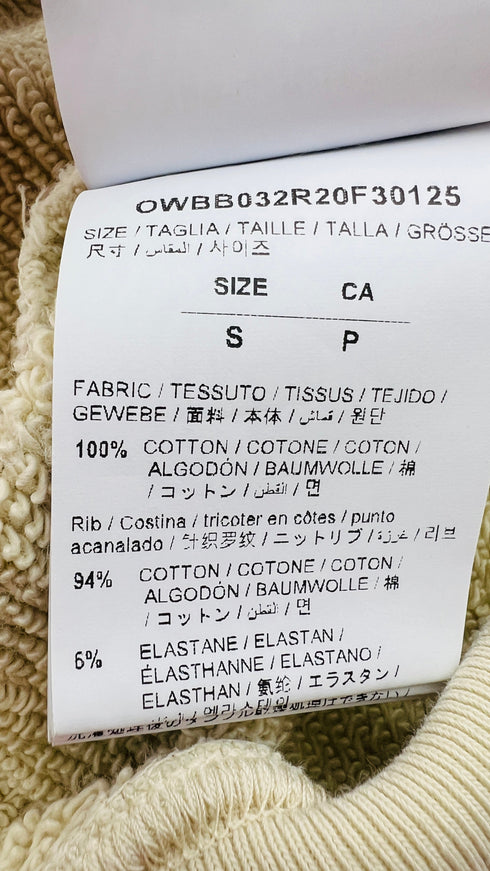 OWBB032R20F30125
SIZE / TAGLIA / TAILLE / TALLA / GRÖSSE
尺寸 / المقاس / 사이즈
SIZE CA
S P
FABRIC / TESSUTO / TISSUS / TEJIDO /
GEWEBE / 面料 / 本体 / قماش / 원단
100% COTTON / COTONE / COTON /
ALGODÓN / BAUMWOLLE / 棉
/ コットン / القطن / 면
Rib / Costina / tricoter en côtes / punto
acanalado / 针织罗纹 / ニットリブ / / 리브
94% COTTON / COTONE / COTON /
ALGODÓN / BAUMWOLLE / 棉
/ コットン / القطن / 면
6% ELASTANE / ELASTAN /
ÉLASTHANNE / ELASTANO /
ELASTHAN / 氨纶 / エラスタン /